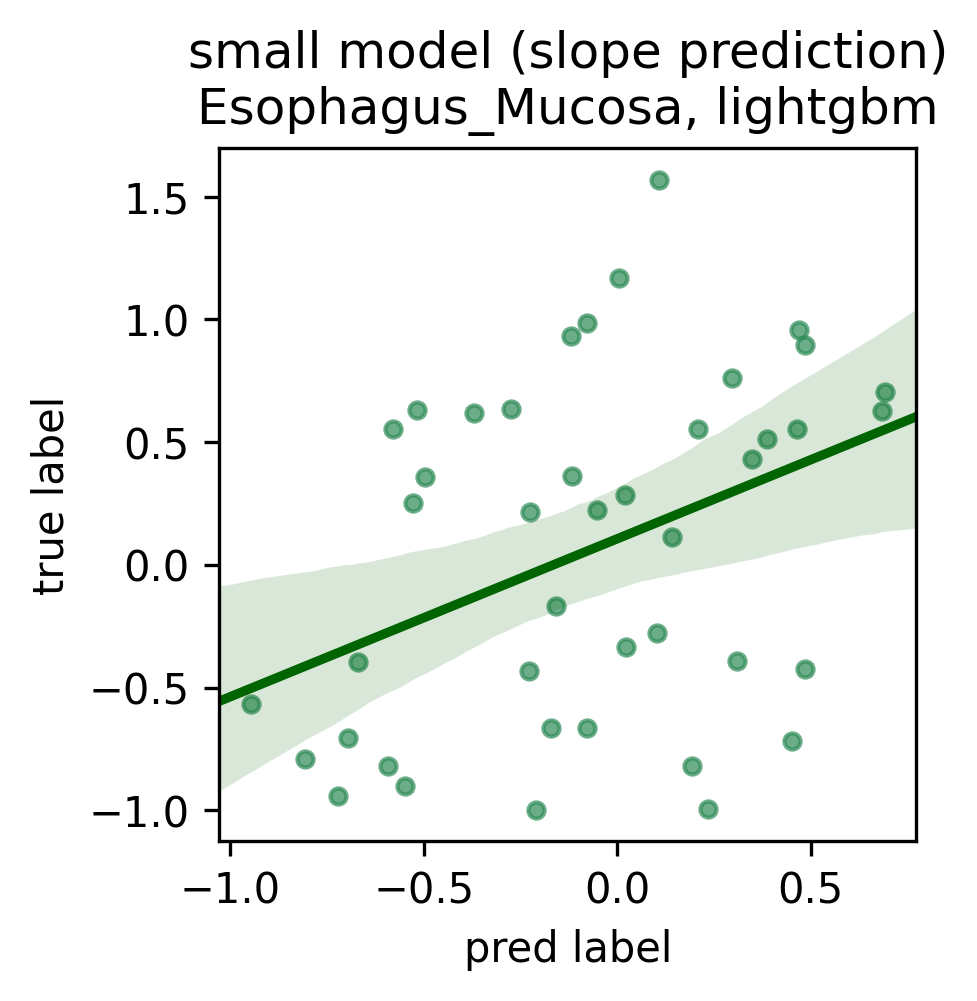 small model (slope prediction)
Esophagus_Mucosa, lightgbm
1.5
1.0
0.5
0.0
−0.5
−1.0
true label
−1.0
−0.5
0.0
0.5
pred label